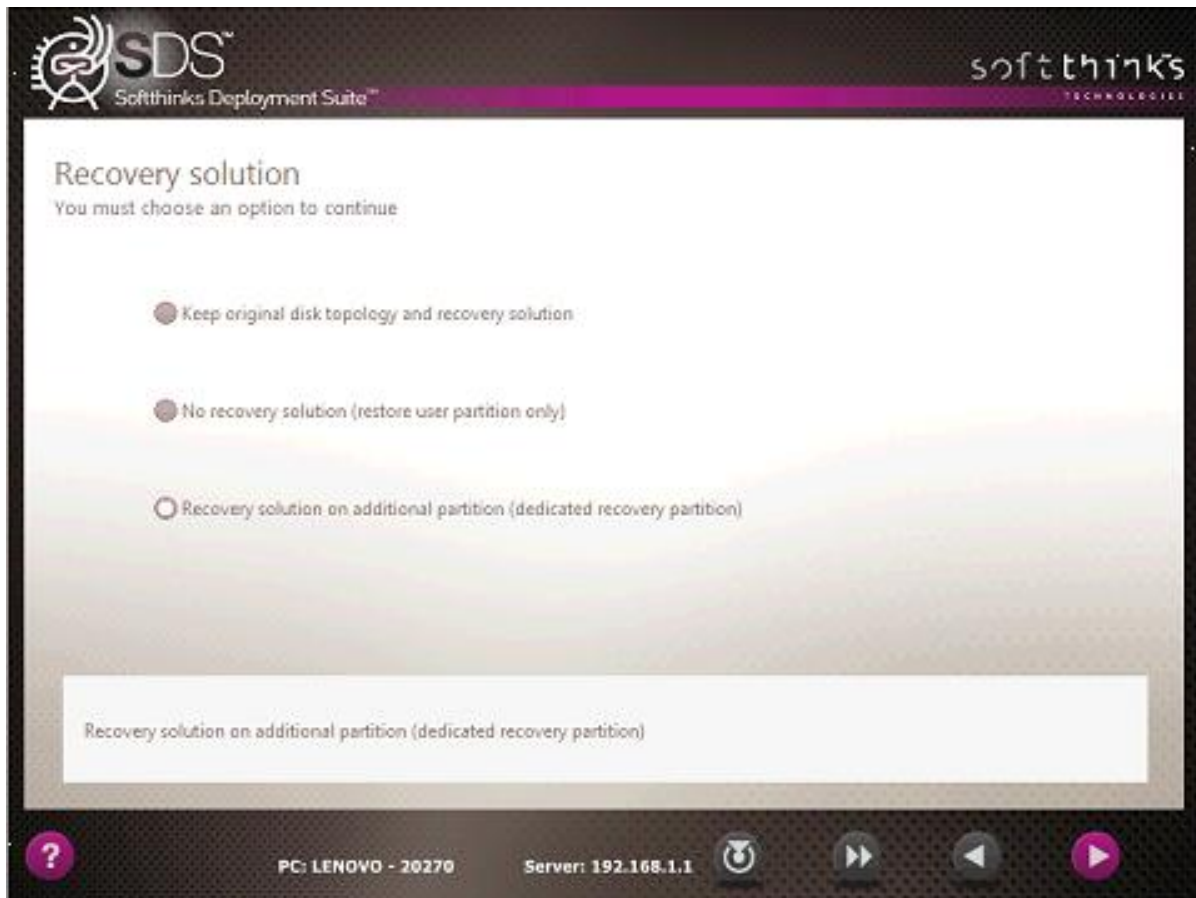 SDS™
Softthinks Deployment Suite™
softthinks
TECHNOLOGIES
Recovery solution
You must choose an option to continue
Keep original disk topology and recovery solution
No recovery solution (restore user partition only)
Recovery solution on additional partition (dedicated recovery partition)
Recovery solution on additional partition (dedicated recovery partition)
?
PC: LENOVO - 20270
Server: 192.168.1.1